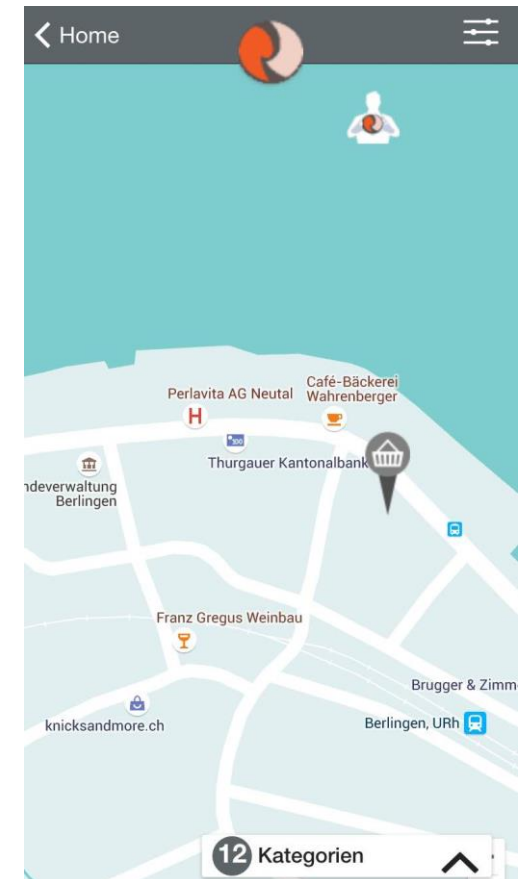 Home
Café-Bäckerei
Perlavita AG Neutal
Wahrenberger
H
100
Thurgauer Kantonalbank
ndeverwaltung
Berlingen
Franz Gregus Weinbau
Brugger & Zimm
Berlingen, URh
knicksandmore.ch
12 Kategorien